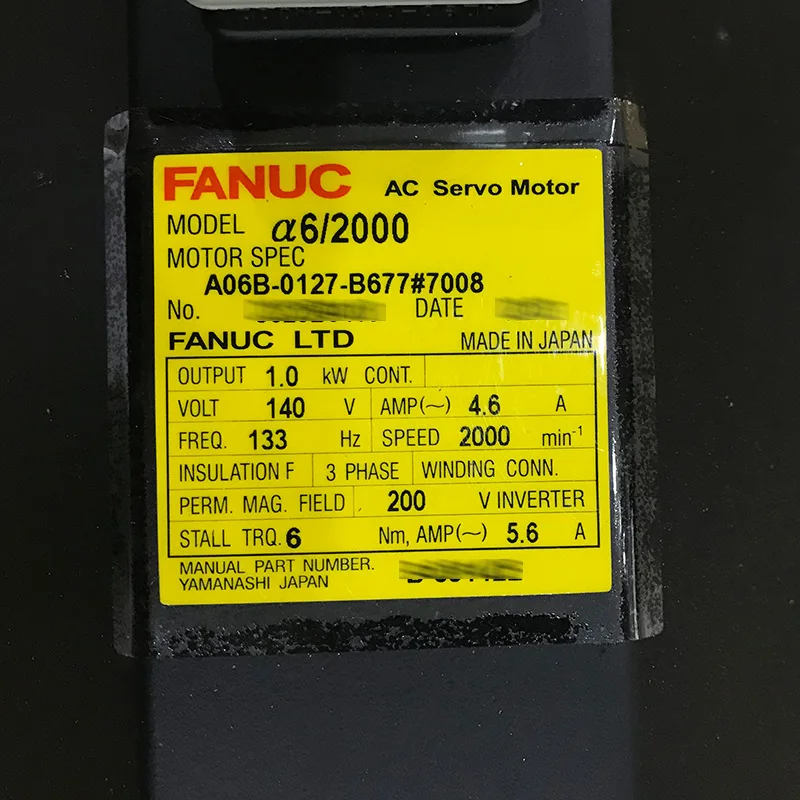 FANUC AC Servo Motor
MODEL α6/2000
MOTOR SPEC
A06B-0127-B677#7008
No. DATE
FANUC LTD MADE IN JAPAN
OUTPUT 1.0 kW CONT.
VOLT 140 V AMP(~) 4.6 A
FREQ. 133 Hz SPEED 2000 min⁻¹
INSULATION F 3 PHASE WINDING CONN.
PERM. MAG. FIELD 200 V INVERTER
STALL TRQ. 6 Nm, AMP(~) 5.6 A
MANUAL PART NUMBER.
YAMANASHI JAPAN